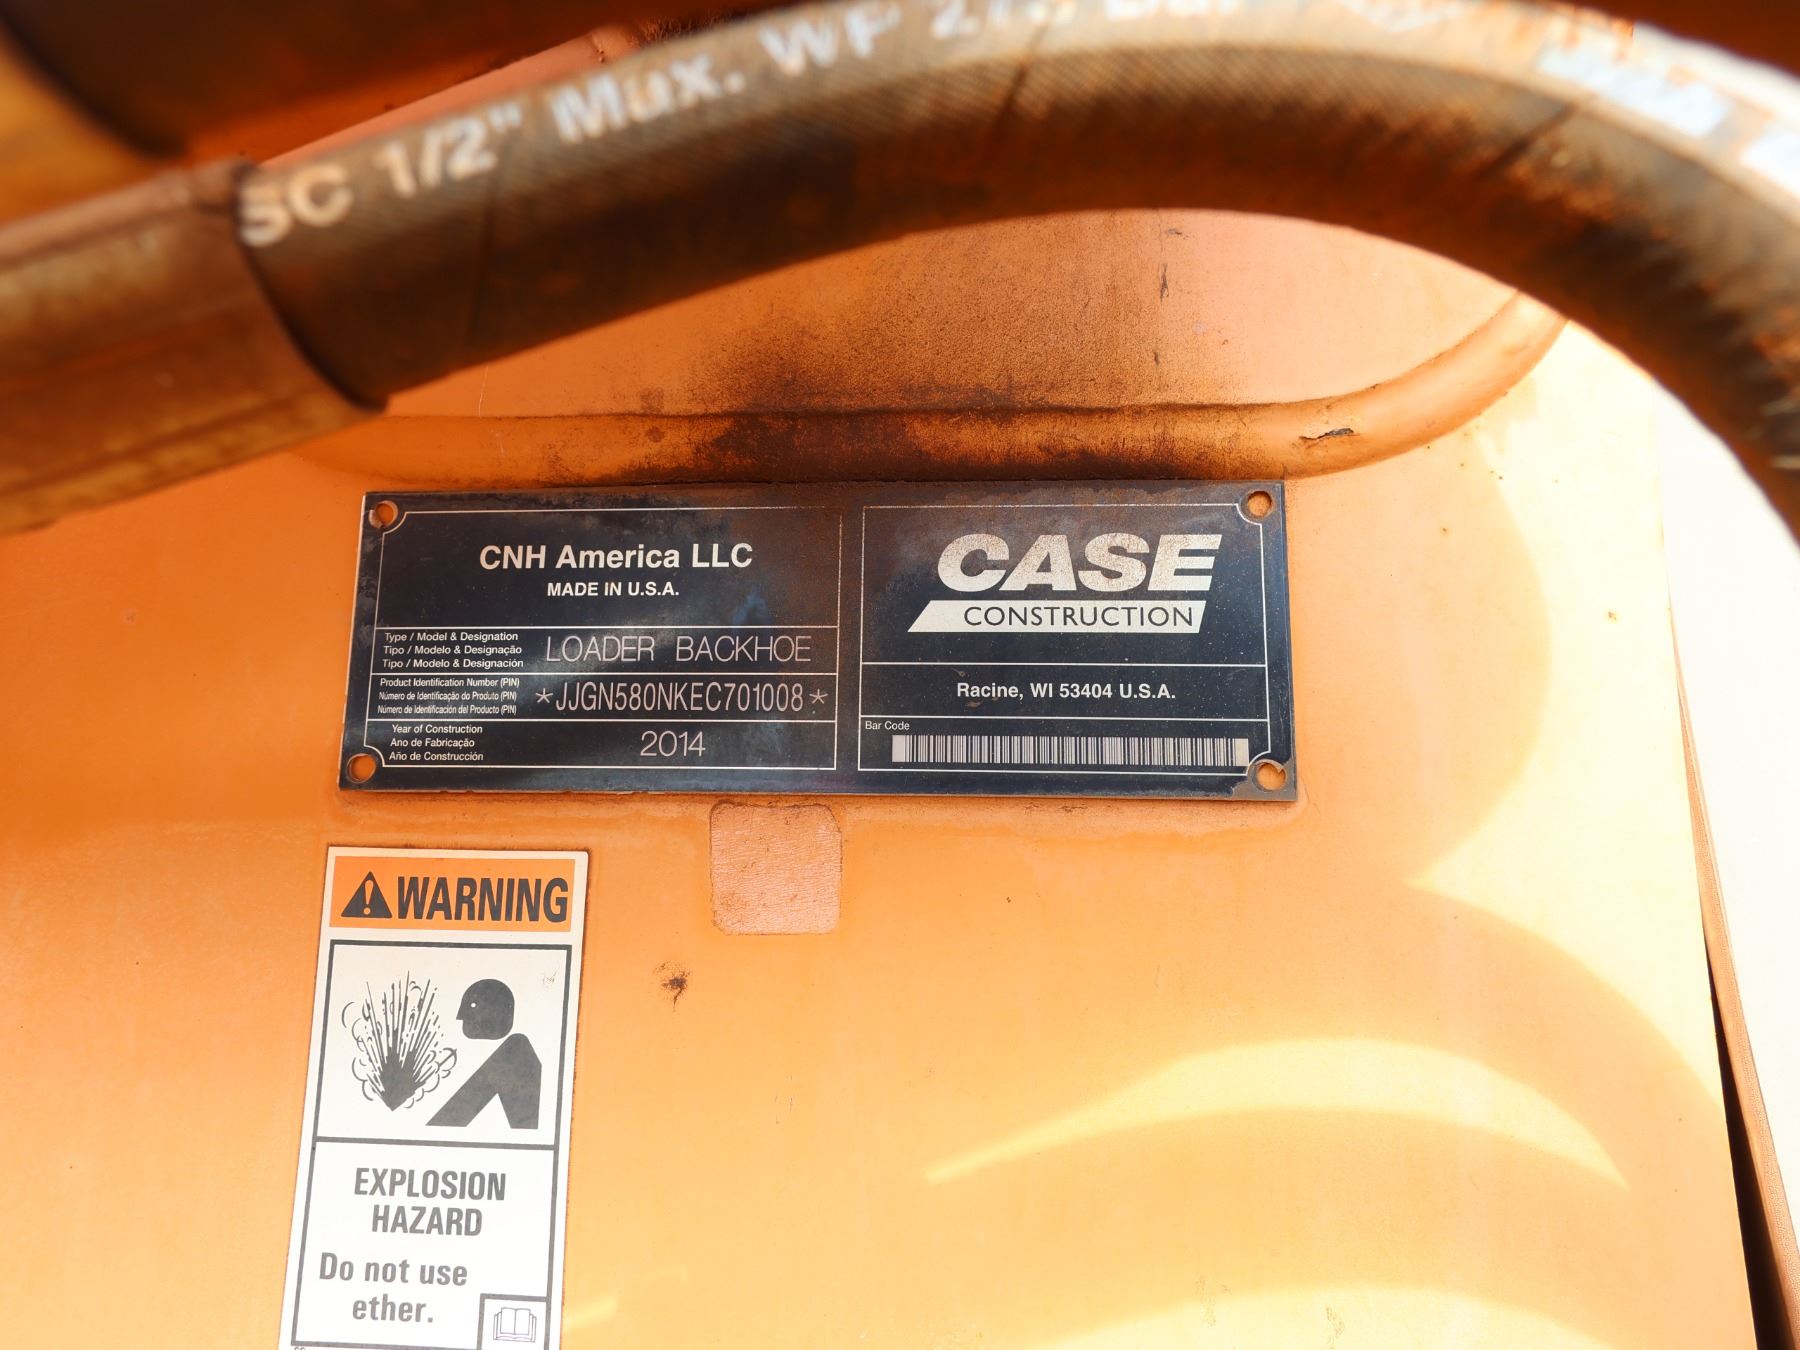 SC 1/2" Max. WP
CNH America LLC
MADE IN U.S.A.
Type / Model & Designation
Tipo / Modelo & Designação
Tipo / Modelo & Designación
LOADER BACKHOE
Product Identification Number (PIN)
Número de Identificação do Produto (PIN)
Número de Identificación del Producto (PIN)
*JJGN580NKEC701008*
Year of Construction
Ano de Fabricação
Año de Construcción
2014
CASE
CONSTRUCTION
Racine, WI 53404 U.S.A.
Bar Code
WARNING
EXPLOSION
HAZARD
Do not use
ether.